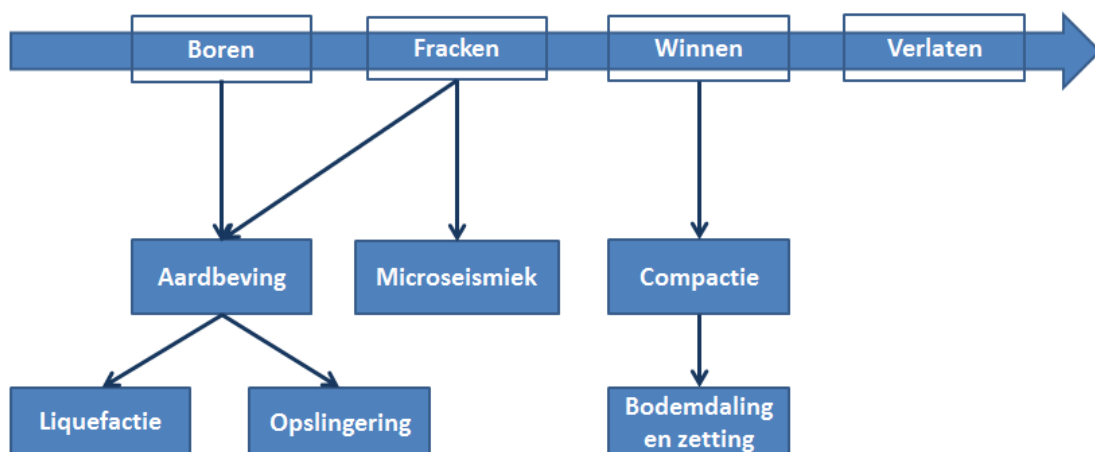 Boren
Fracken
Winnen
Verlaten
Aardbeving
Microseismiek
Compactie
Liquefactie
Opslingering
Bodemdaling
en zetting